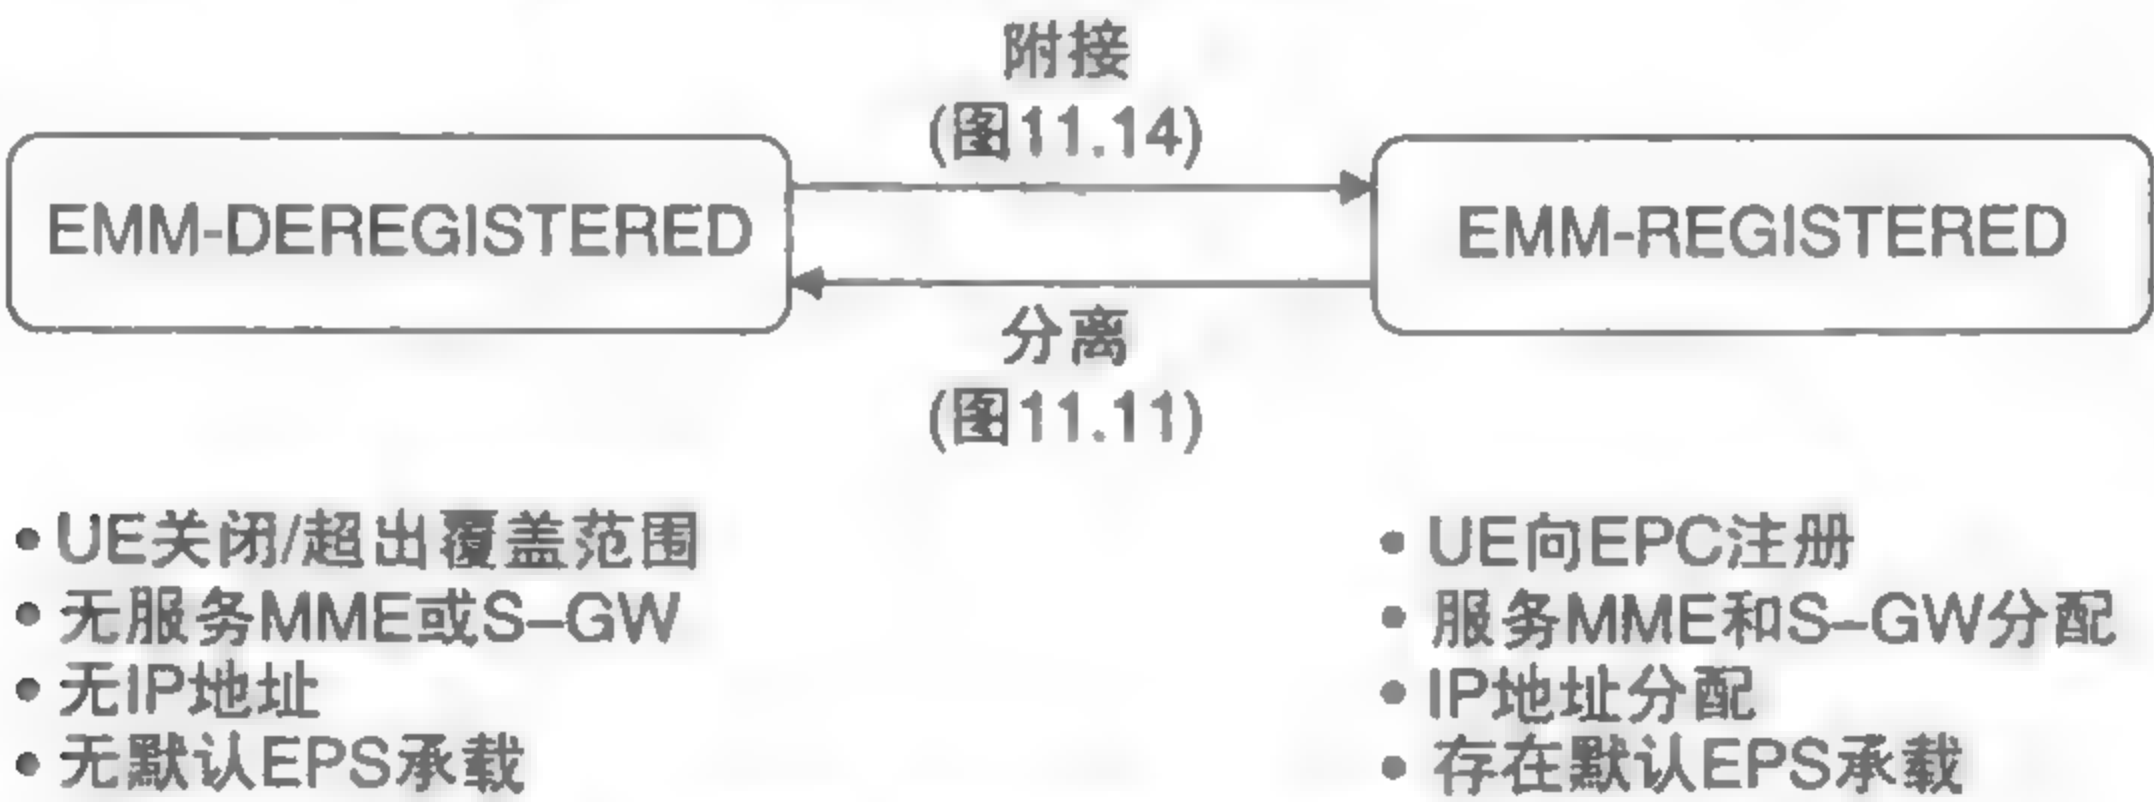 附接
(图11.14)
EMM-DEREGISTERED
EMM-REGISTERED
分离
(图11.11)
• UE关闭/超出覆盖范围
• 无服务MME或S–GW
• 无IP地址
• 无默认EPS承载
• UE向EPC注册
• 服务MME和S–GW分配
• IP地址分配
• 存在默认EPS承载